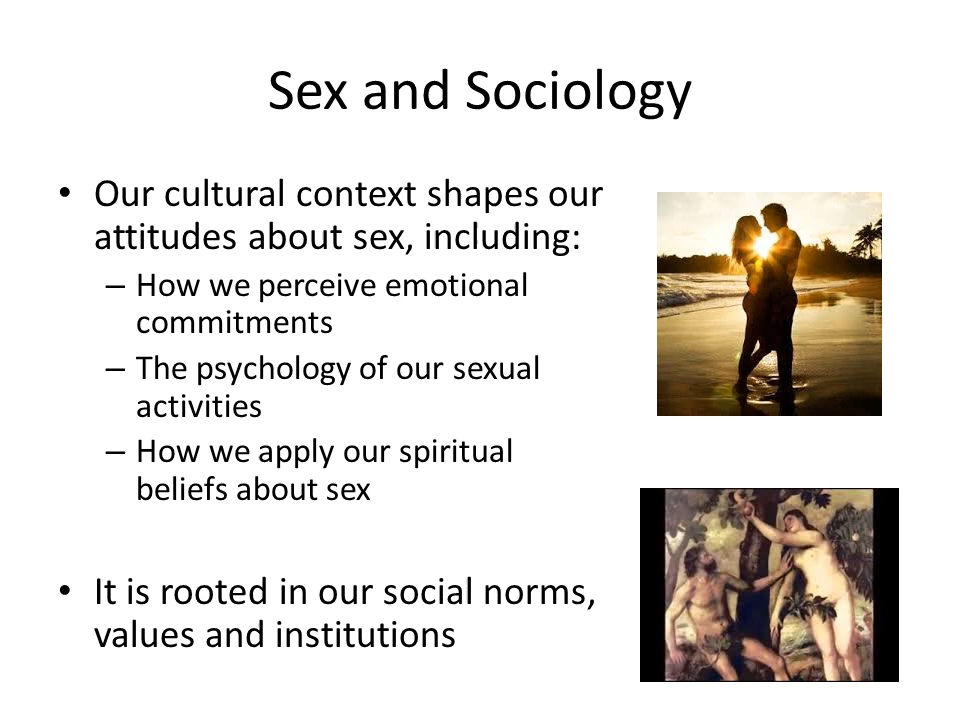 Sex and Sociology
• Our cultural context shapes our
attitudes about sex, including:
– How we perceive emotional
commitments
– The psychology of our sexual
activities
– How we apply our spiritual
beliefs about sex
• It is rooted in our social norms,
values and institutions